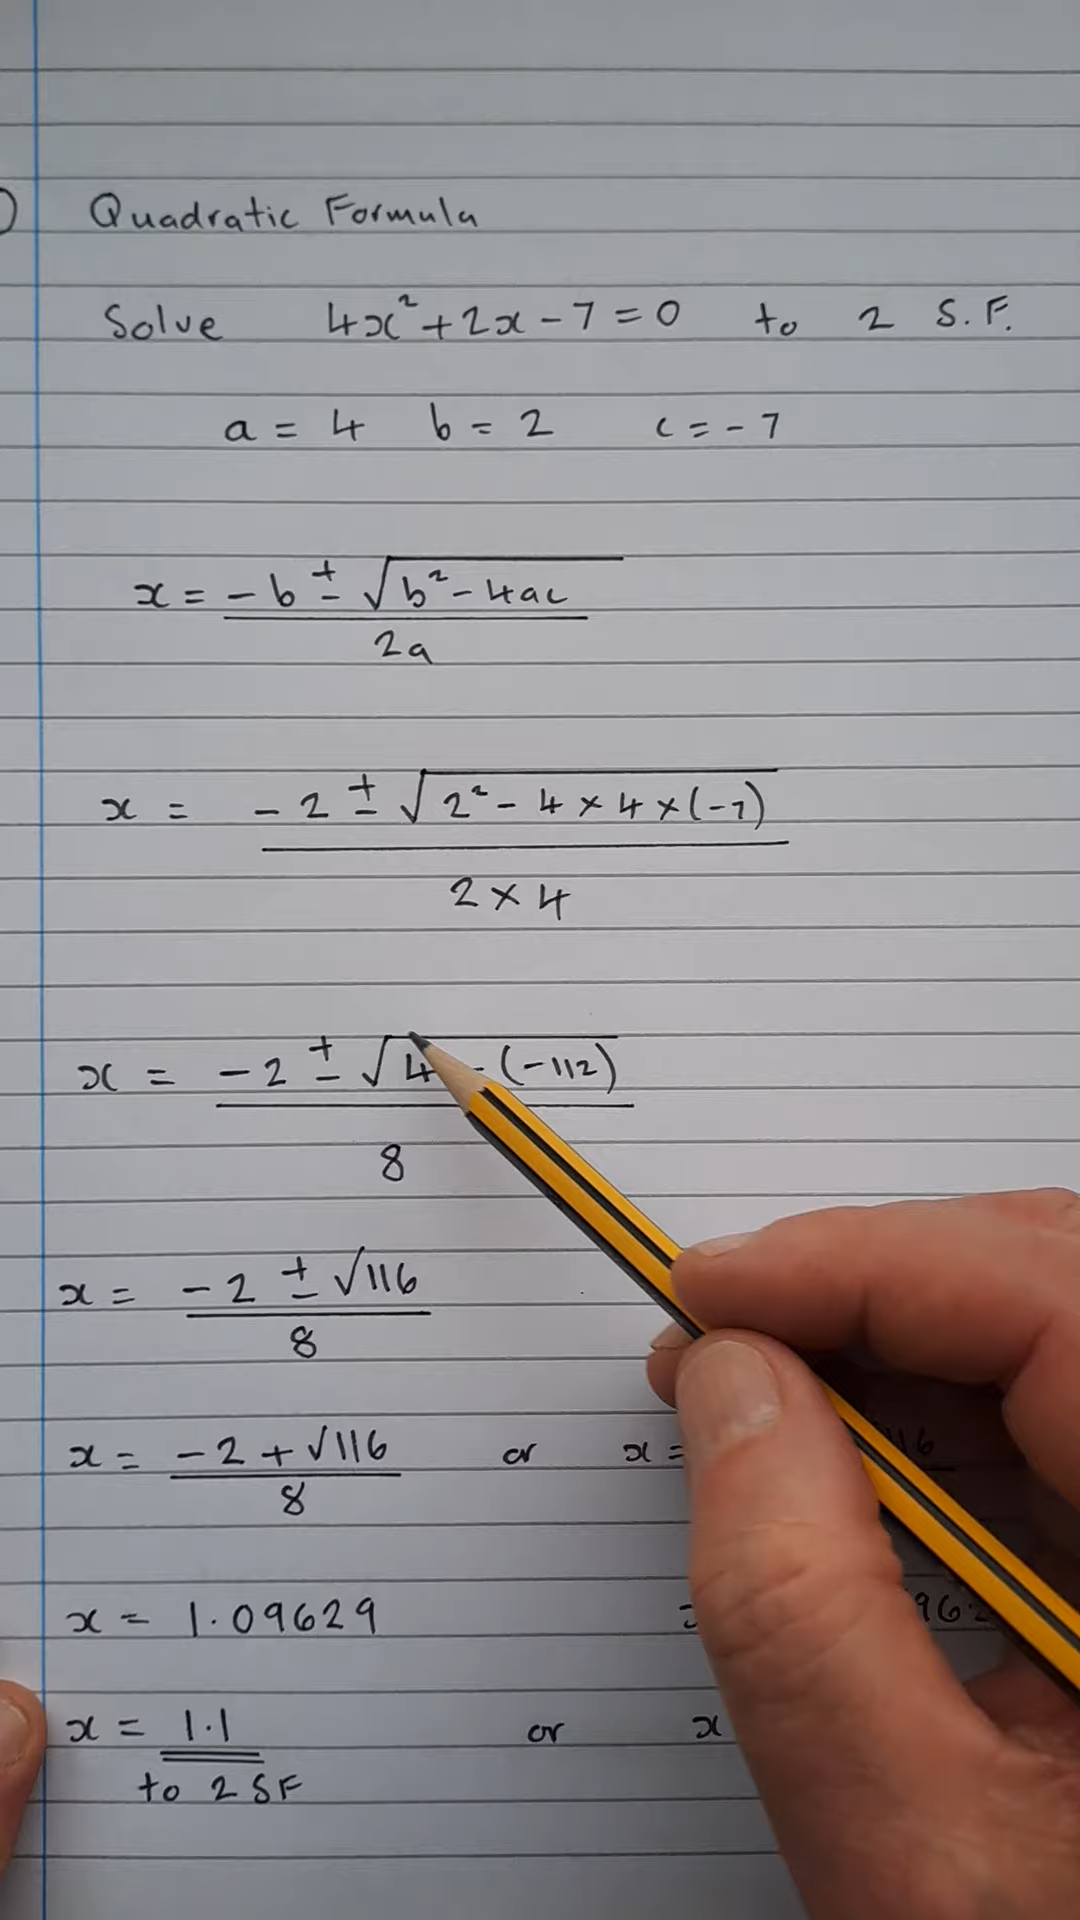 Quadratic Formula
Solve 4x²+2x-7=0 to 2 S.F.
a = 4 b = 2 c = -7
x = -b ± √b²-4ac
2a
x = -2 ± √2² - 4 × 4 × (-7)
2 × 4
x = -2 ± √4 - (-112)
8
x = -2 ± √116
8
x = -2 + √116 or x =
8
x = 1.09629
x = 1.1 or x
to 2 SF